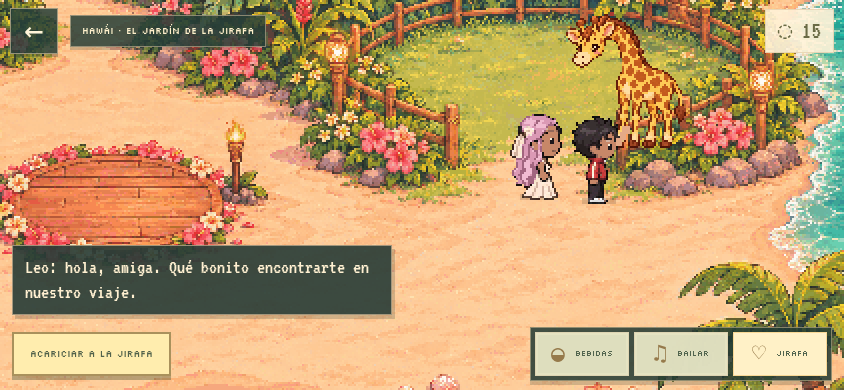 ←
HAWÁI · EL JARDÍN DE LA JIRAFA
15
Leo: hola, amiga. Qué bonito encontrarte en
nuestro viaje.
ACARICIAR A LA JIRAFA
BEBIDAS
BAILAR
JIRAFA